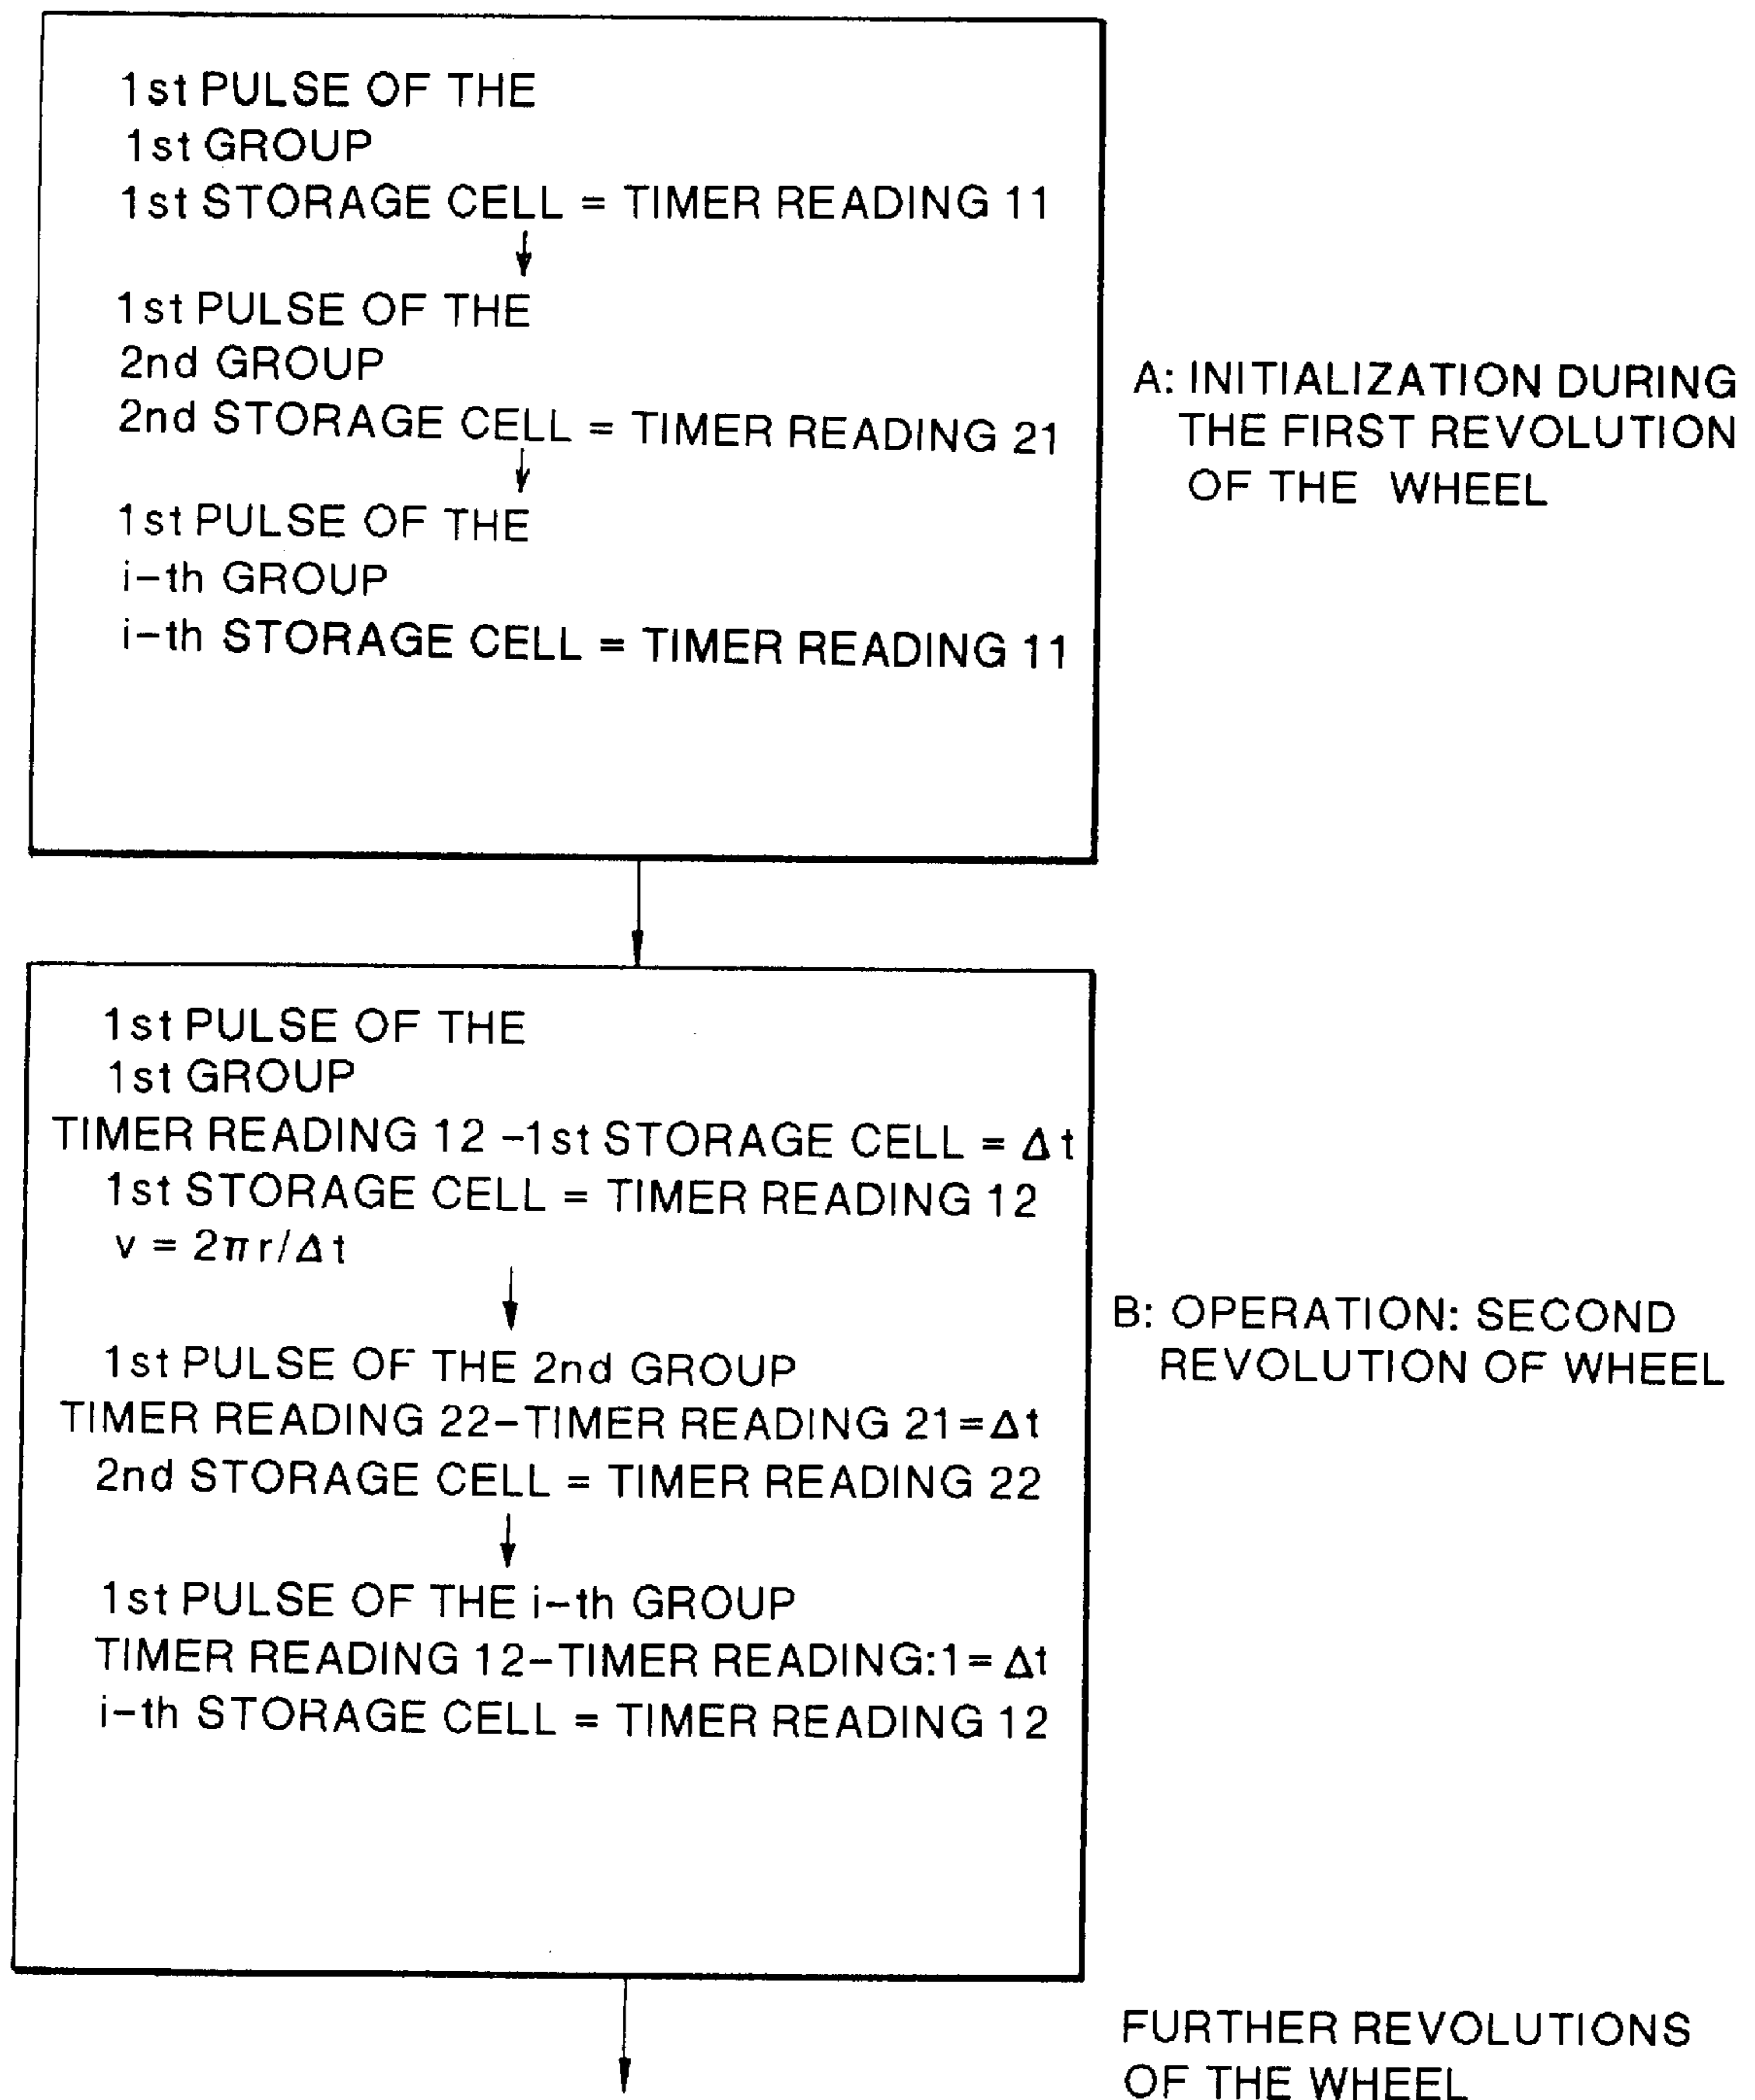 1st PULSE OF THE
1st GROUP
1st STORAGE CELL = TIMER READING 11
1st PULSE OF THE
2nd GROUP
2nd STORAGE CELL = TIMER READING 21
1st PULSE OF THE
i-th GROUP
i-th STORAGE CELL = TIMER READING 11
A: INITIALIZATION DURING
THE FIRST REVOLUTION
OF THE WHEEL
1st PULSE OF THE
1st GROUP
TIMER READING 12 -1st STORAGE CELL = Δt
1st STORAGE CELL = TIMER READING 12
v = 2πr/Δt
1st PULSE OF THE 2nd GROUP
TIMER READING 22-TIMER READING 21=Δt
2nd STORAGE CELL = TIMER READING 22
1st PULSE OF THE i-th GROUP
TIMER READING 12-TIMER READING:1=Δt
i-th STORAGE CELL = TIMER READING 12
B: OPERATION: SECOND
REVOLUTION OF WHEEL
FURTHER REVOLUTIONS
OF THE WHEEL